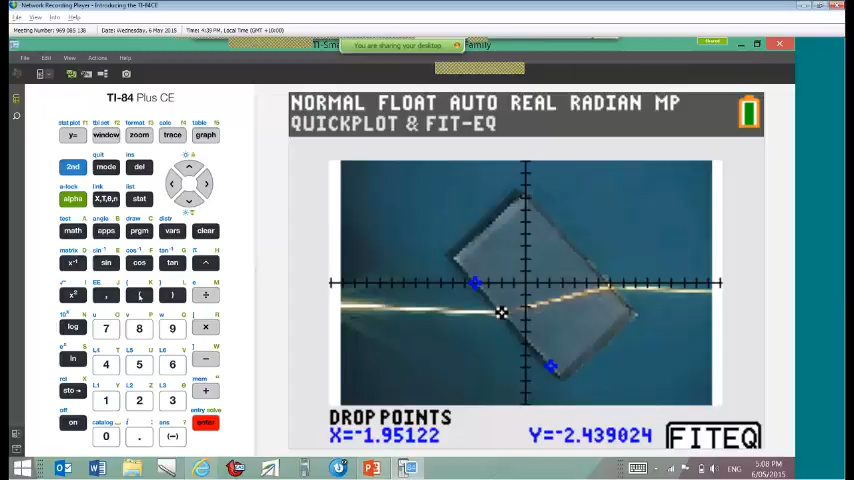 Network Recording Player - Introducing the TI-84CE
File View Info Help
Meeting Number: 969 085 138 Date: Wednesday, 6 May 2015 Time: 4:39 PM, Local Time (GMT +10:00)
You are sharing your desktop
Family
File Edit View Actions Help
TI-84 Plus CE
stat plot f1 tbl set f2 format f3 calc f4 table f5
y= window zoom trace graph
quit ins
2nd mode del
a-lock link list
alpha X,T,θ,n stat
test A angle B draw C distr
math apps prgm vars clear
matrix D sin⁻¹ E cos⁻¹ F tan⁻¹ G π H
x⁻¹ sin cos tan ^
√ I EE J { K } L e M
x² , ( ) ÷
10ˣ N u O v P w Q [ R
log 7 8 9 ×
eˣ S L4 T L5 U L6 V ] W
ln 4 5 6 −
rcl X L1 Y L2 Z L3 θ mem "
sto→ 1 2 3 +
off catalog i : ans ? entry solve
on 0 . (−) enter
NORMAL FLOAT AUTO REAL RADIAN MP
QUICKPLOT & FIT-EQ
DROP POINTS
X=-1.95122 Y=-2.439024 FITEQ
ENG
5:08 PM
6/05/2015